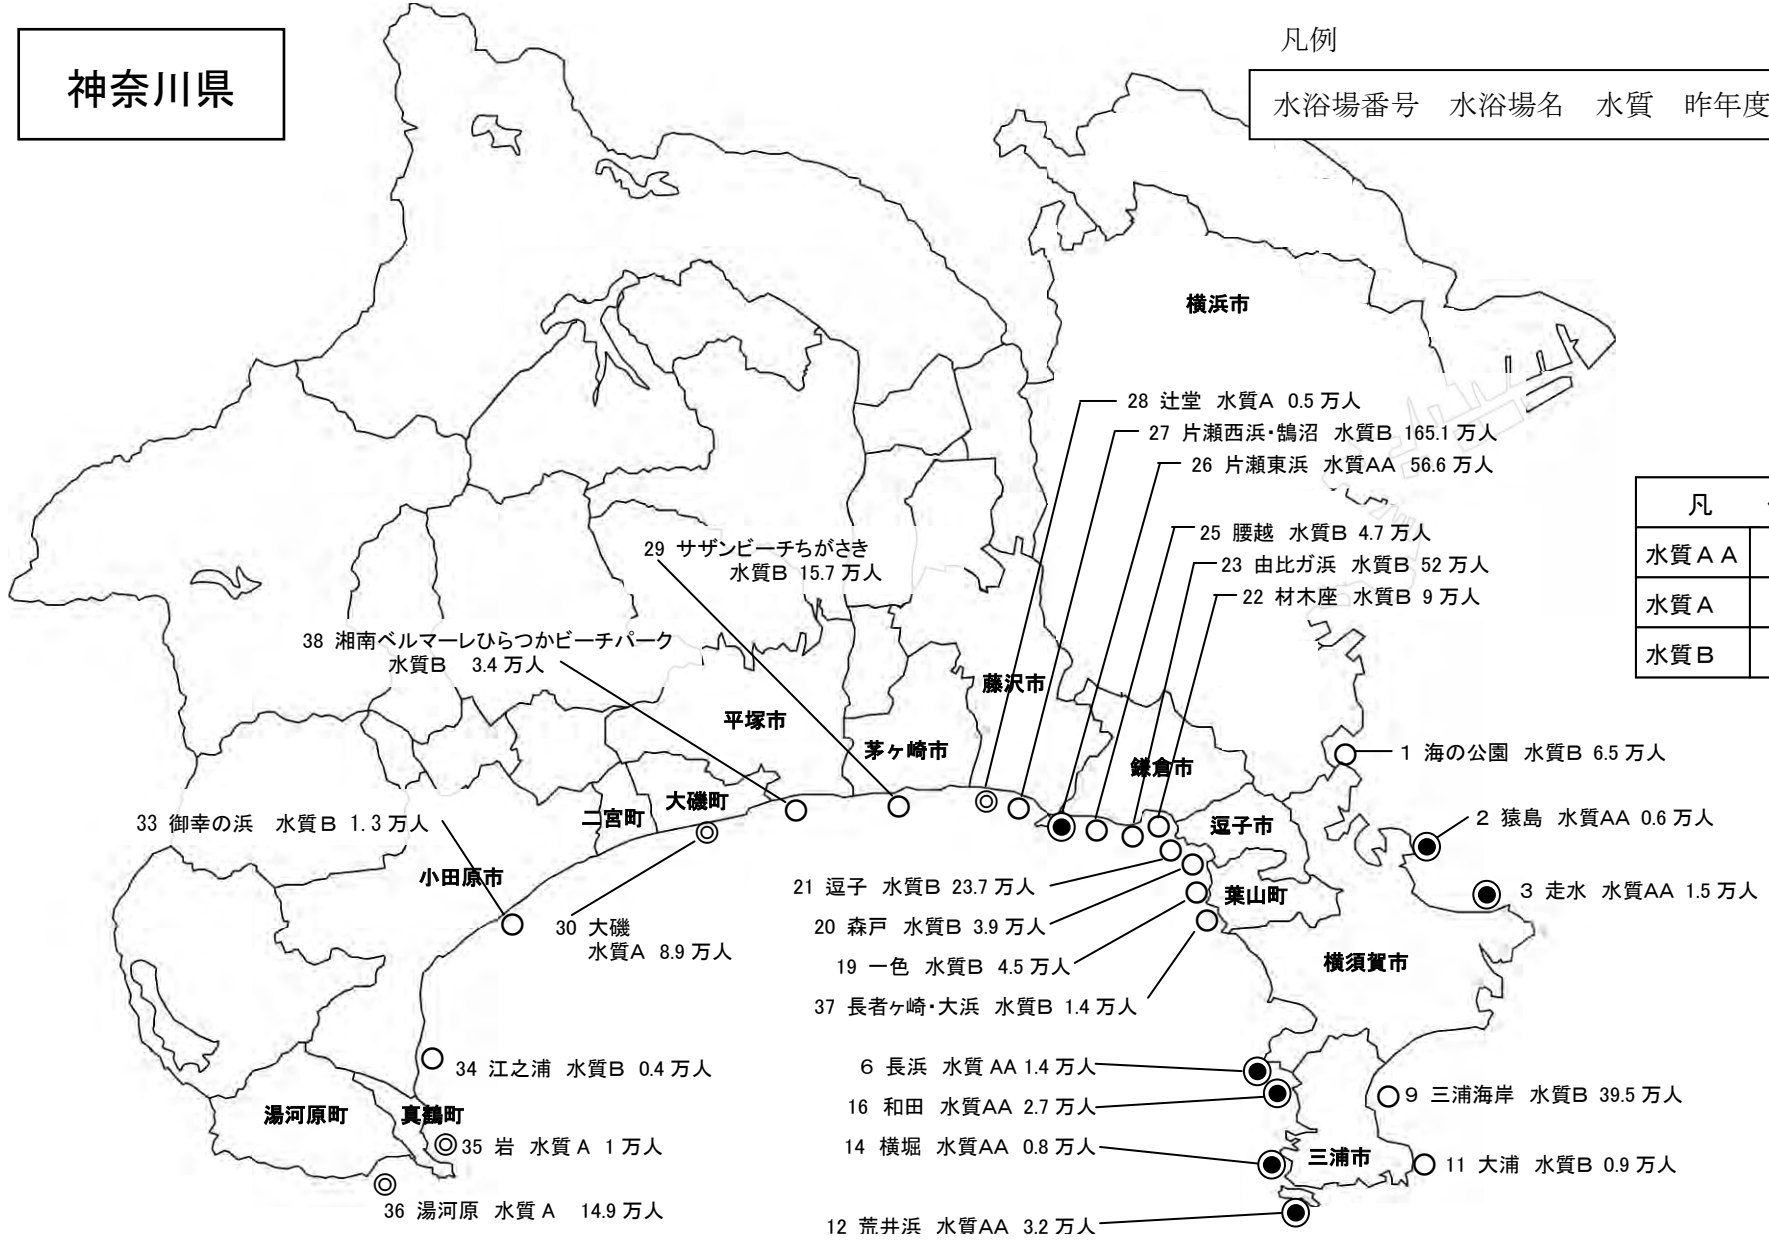 神奈川県
凡例
水浴場番号 水浴場名 水質 昨年度
横浜市
28 辻堂 水質A 0.5 万人
27 片瀬西浜・鵠沼 水質B 165.1 万人
26 片瀬東浜 水質AA 56.6 万人
凡
水質ＡＡ
水質Ａ
水質Ｂ
25 腰越 水質B 4.7 万人
23 由比ガ浜 水質B 52 万人
22 材木座 水質B 9 万人
29 サザンビーチちがさき
水質B 15.7 万人
38 湘南ベルマーレひらつかビーチパーク
水質B 3.4 万人
藤沢市
平塚市
茅ヶ崎市
鎌倉市
1 海の公園 水質B 6.5 万人
大磯町
二宮町
逗子市
2 猿島 水質AA 0.6 万人
33 御幸の浜 水質B 1.3 万人
小田原市
21 逗子 水質B 23.7 万人
葉山町
3 走水 水質AA 1.5 万人
30 大磯
水質A 8.9 万人
20 森戸 水質B 3.9 万人
19 一色 水質B 4.5 万人
横須賀市
37 長者ヶ崎・大浜 水質B 1.4 万人
34 江之浦 水質B 0.4 万人
6 長浜 水質 AA 1.4 万人
16 和田 水質AA 2.7 万人
9 三浦海岸 水質B 39.5 万人
湯河原町
真鶴町
35 岩 水質 A 1 万人
14 横堀 水質AA 0.8 万人
三浦市
11 大浦 水質B 0.9 万人
36 湯河原 水質 A 14.9 万人
12 荒井浜 水質AA 3.2 万人